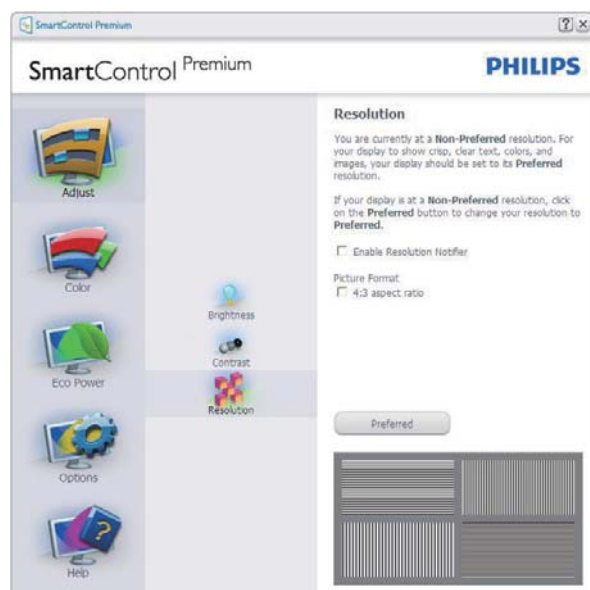 SmartControl Premium
SmartControl Premium
PHILIPS
Adjust
Color
Eco Power
Options
Help
Brightness
Contrast
Resolution
Resolution
You are currently at a Non-Preferred resolution. For
your display to show crisp, clear text, colors, and
images, your display should be set to its Preferred
resolution.
If your display is at a Non-Preferred resolution, click
on the Preferred button to change your resolution to
Preferred.
Enable Resolution Notifier
Picture Format
4:3 aspect ratio
Preferred